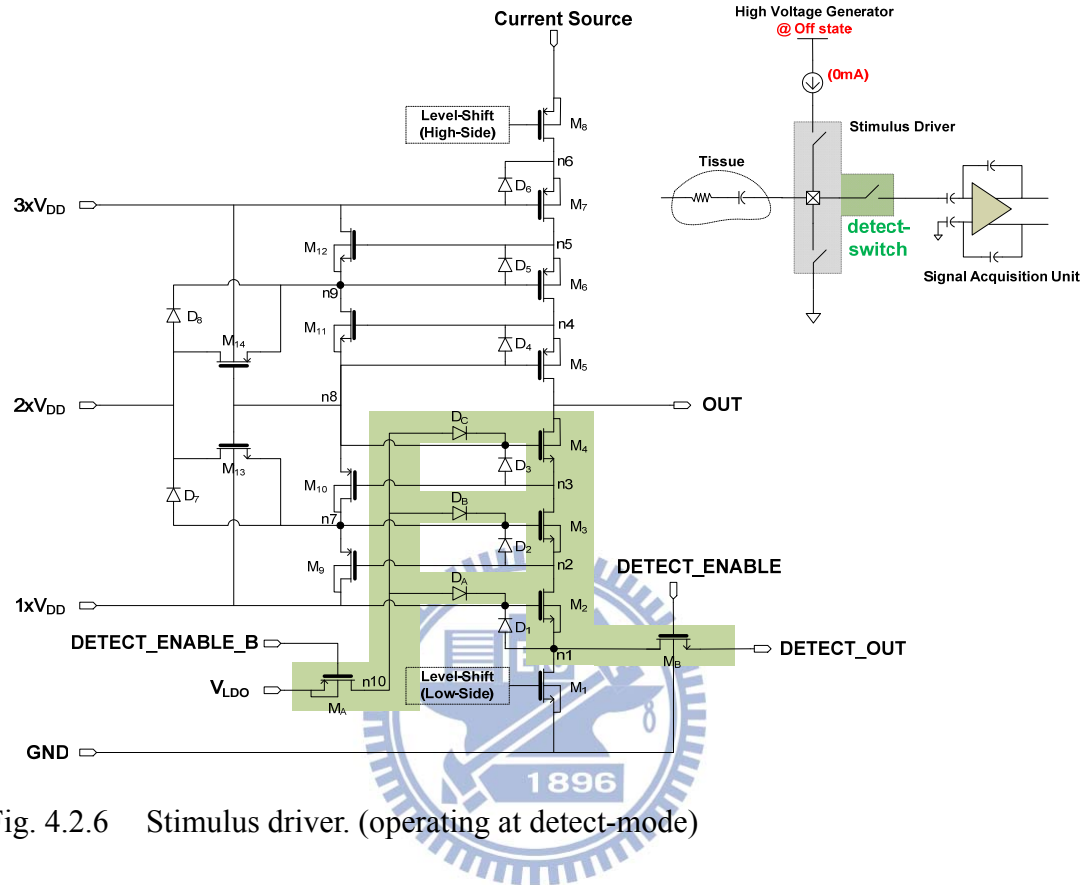 Current Source
High Voltage Generator
@ Off state
(0mA)
Level-Shift
(High-Side)
M8
Stimulus Driver
n6
Tissue
D6
3xVDD
M7
detect-
switch
Signal Acquisition Unit
M12
n5
D5
M6
n9
D8
M11
n4
D4
M14
M5
2xVDD
n8
OUT
DC
M4
M13
D3
D7
M10
n3
DB
n7
M3
D2
M9
n2
DETECT_ENABLE
DA
1xVDD
M2
D1
DETECT_ENABLE_B
n1
DETECT_OUT
MB
VLDO
n10
Level-Shift
(Low-Side)
M1
MA
GND
1896
ig. 4.2.6 Stimulus driver. (operating at detect-mode)